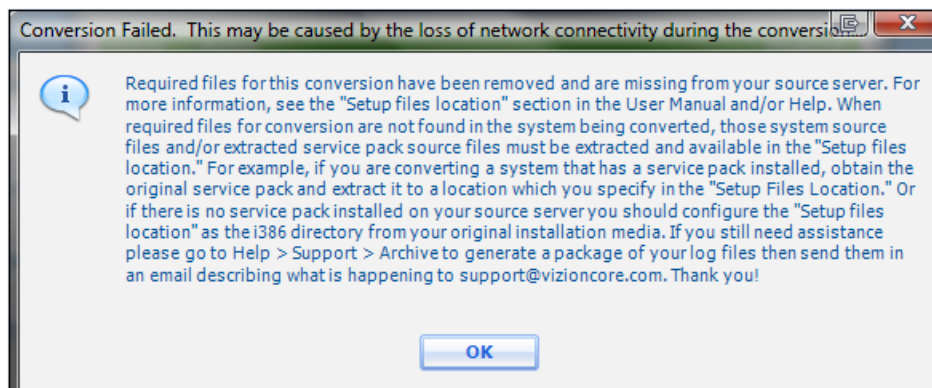 Conversion Failed. This may be caused by the loss of network connectivity during the conversi
Required files for this conversion have been removed and are missing from your source server. For
more information, see the "Setup files location" section in the User Manual and/or Help. When
required files for conversion are not found in the system being converted, those system source
files and/or extracted service pack source files must be extracted and available in the "Setup files
location." For example, if you are converting a system that has a service pack installed, obtain the
original service pack and extract it to a location which you specify in the "Setup Files Location." Or
if there is no service pack installed on your source server you should configure the "Setup files
location" as the i386 directory from your original installation media. If you still need assistance
please go to Help > Support > Archive to generate a package of your log files then send them in
an email describing what is happening to support@vizioncore.com. Thank you!
OK